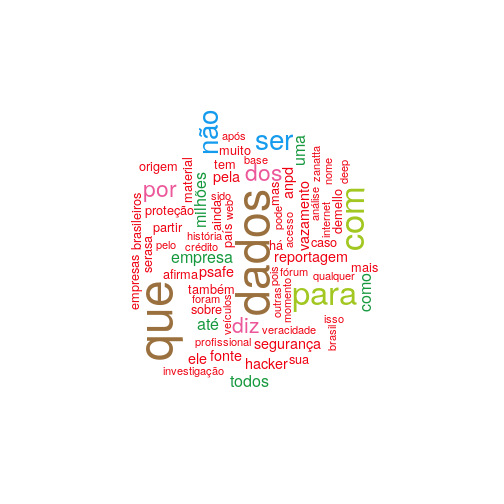 não
após
ser
uma
muito
base
zanatta
origem
material
tem
pela
dos
deep
nome
mas
anpd
por
milhões
brasileiros
sido
ainda
web
dados
pode
vazamento
análise
internet
demello
com
proteção
partir
país
história
há
acesso
caso
pelo
crédito
serasa
empresa
reportagem
empresas
afirma
psafe
pois
fórum
qualquer
mais
como
que
também
outras
momento
para
foram
sobre
veículos
até
diz
veracidade
isso
brasil
profissional
segurança
ele
fonte
hacker
sua
investigação
todos